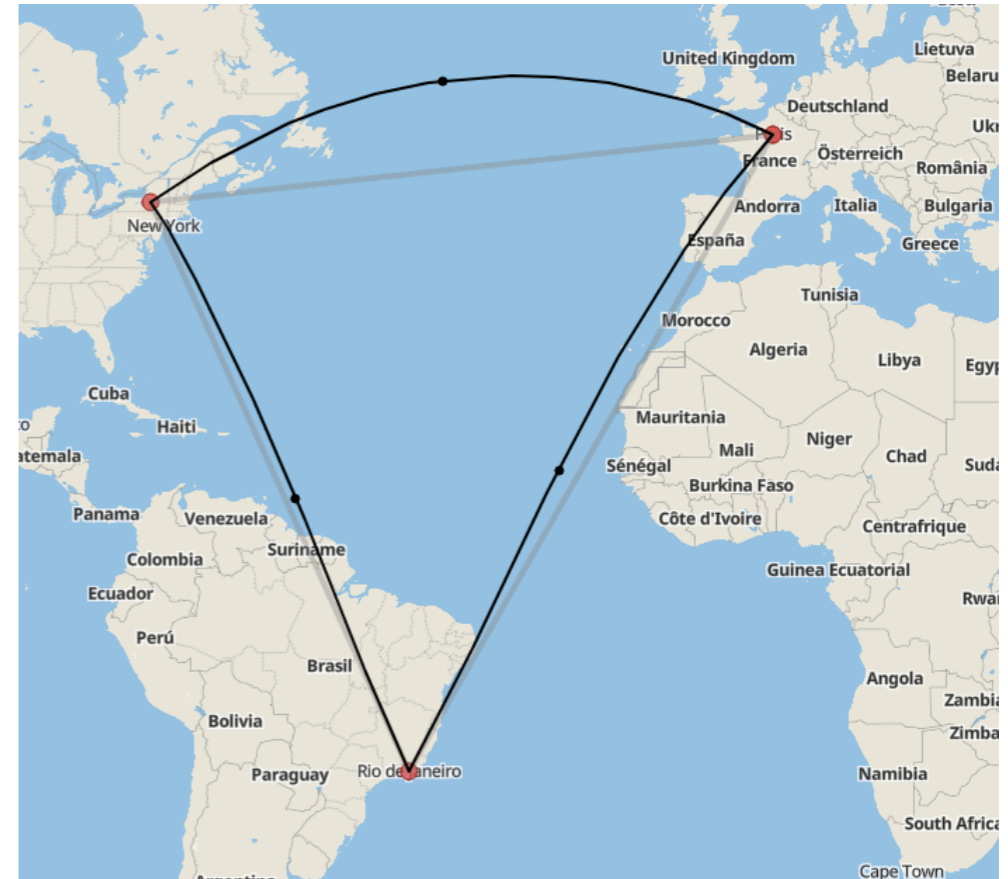 United Kingdom
Lietuva
Belaru
Deutschland
Ukr
Paris
France
Österreich
România
Andorra
Italia
Bulgaria
New York
España
Greece
Tunisia
Morocco
Algeria
Libya
Egyp
Cuba
Haiti
Mauritania
Niger
Mali
Chad
atemala
Sénégal
Suda
Burkina Faso
Panama
Venezuela
Côte d'Ivoire
Centrafrique
Suriname
Colombia
Guinea Ecuatorial
Ecuador
Rwa
Perú
Brasil
Angola
Zambia
Bolivia
Zimba
Rio de Janeiro
Paraguay
Namibia
South Africa
Cape Town